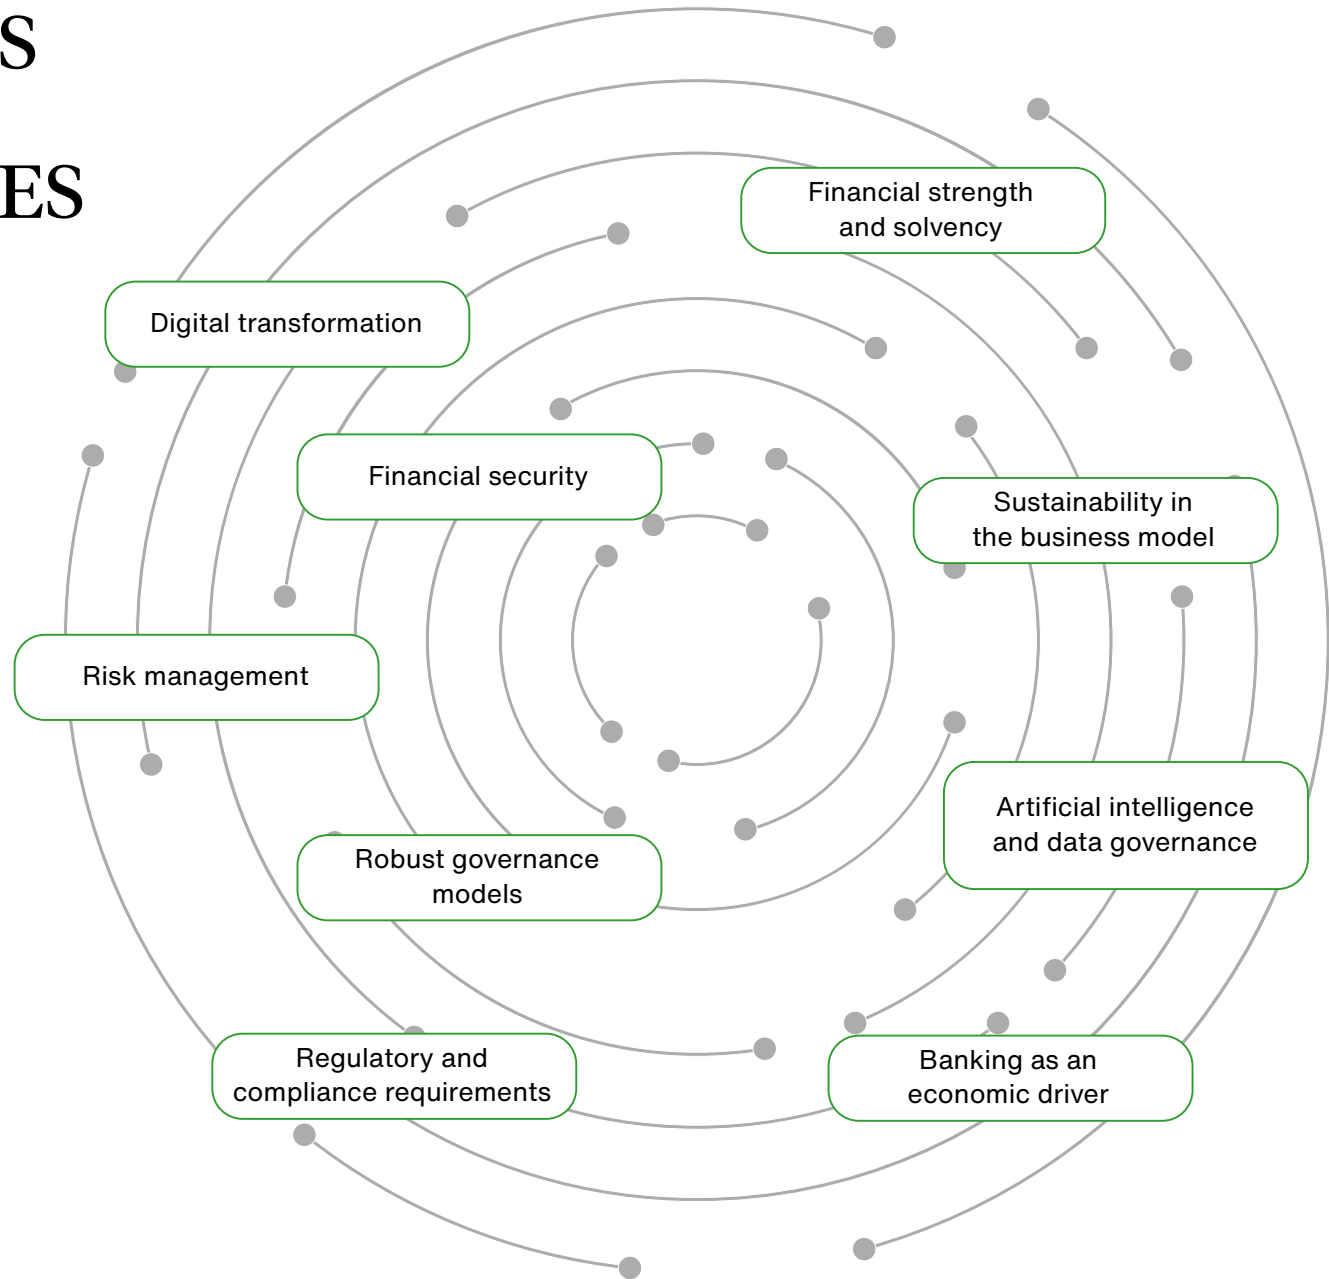 S
ES
Financial strength
and solvency
Digital transformation
Financial security
Sustainability in
the business model
Risk management
Artificial intelligence
and data governance
Robust governance
models
Regulatory and
compliance requirements
Banking as an
economic driver